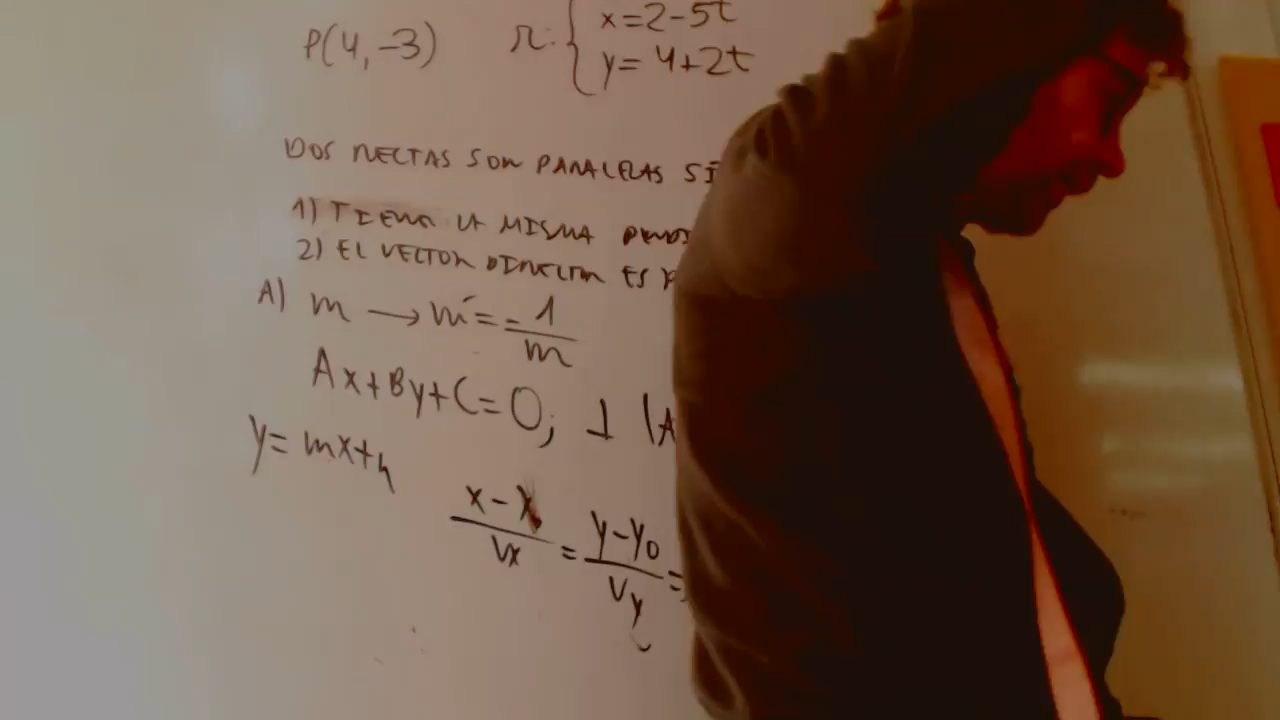 P(4,-3) r: { x=2-5t
y=4+2t
DOS RECTAS SON PARALELAS SI
1) TIENEN LA MISMA
2) EL VECTOR DIRECTOR ES
A) m → m'= -1/m
Ax+By+C=0; ⊥ (A
y=mx+n
(x-x₀)/Vx = (y-y₀)/Vy =